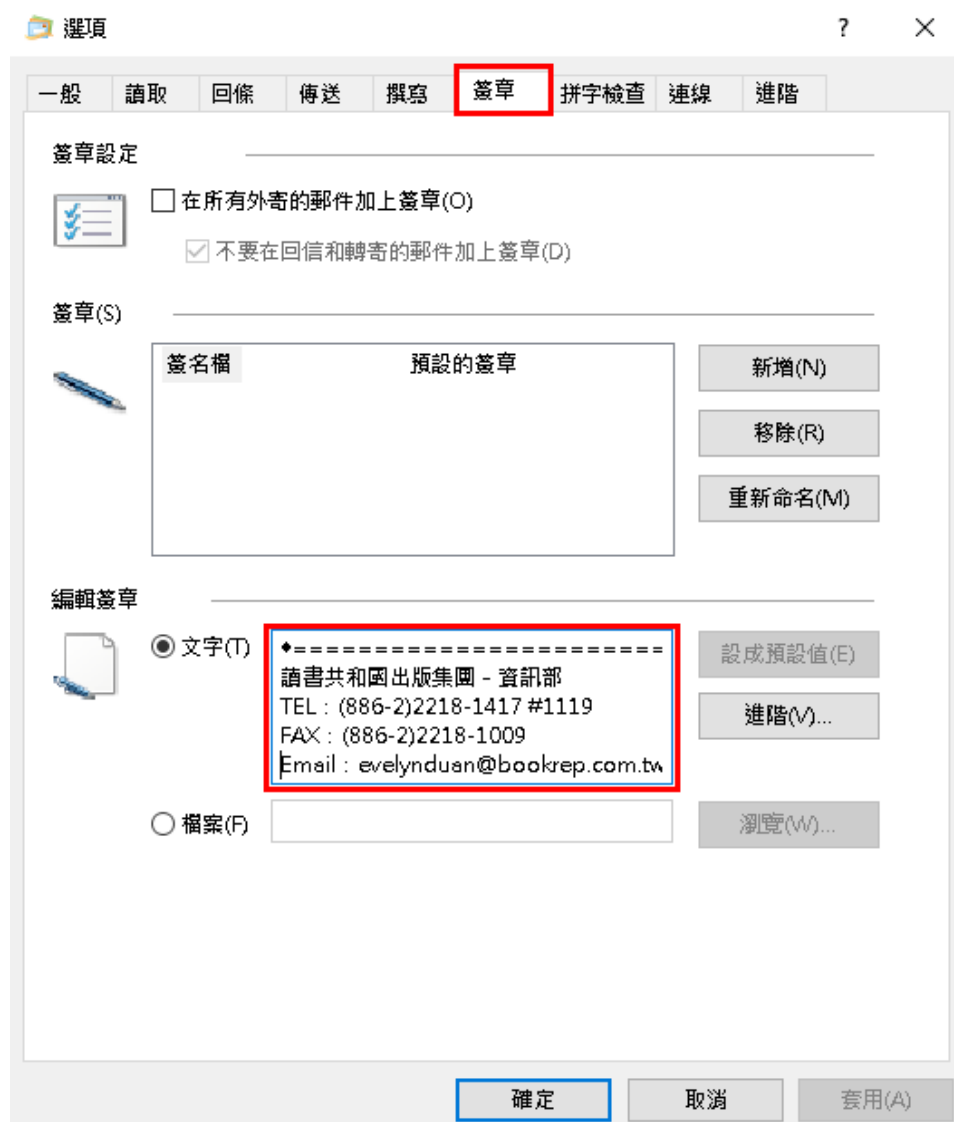 選項 ?
一般 讀取 回條 傳送 撰寫 簽章 拼字檢查 連線 進階
簽章設定
在所有外寄的郵件加上簽章(O)
不要在回信和轉寄的郵件加上簽章(D)
簽章(S)
簽名檔 預設的簽章
新增(N)
移除(R)
重新命名(M)
編輯簽章
文字(T)
◆========================
讀書共和國出版集團 - 資訊部
TEL : (886-2)2218-1417 #1119
FAX : (886-2)2218-1009
Email : evelynduan@bookrep.com.tw
設成預設值(E)
進階(V)...
檔案(F)
瀏覽(W)...
確定 取消 套用(A)